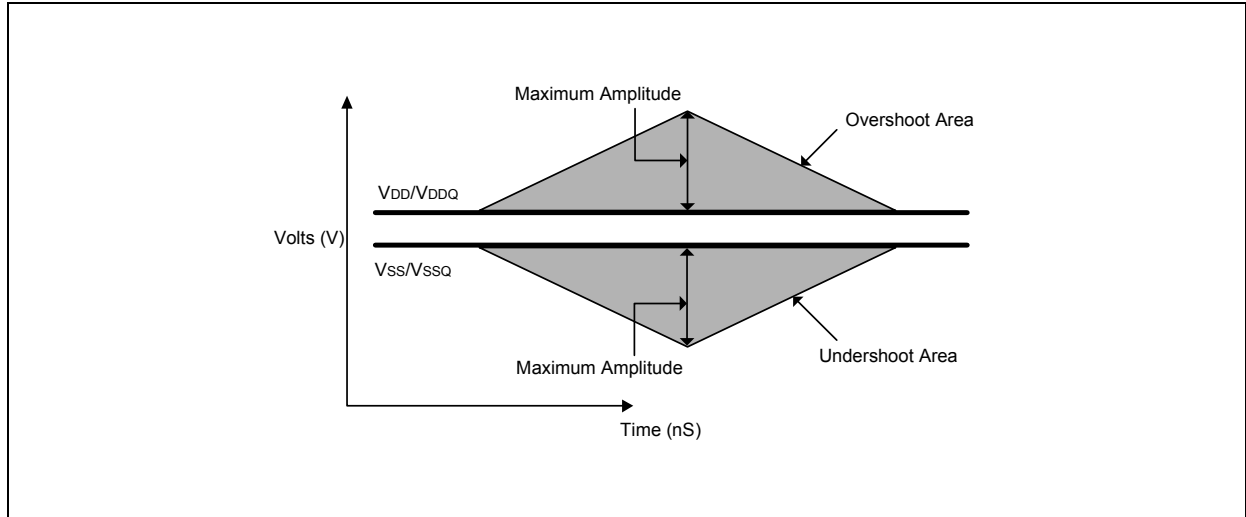 Maximum Amplitude
Overshoot Area
VDD/VDDQ
Volts (V)
VSS/VSSQ
Undershoot Area
Maximum Amplitude
Time (nS)